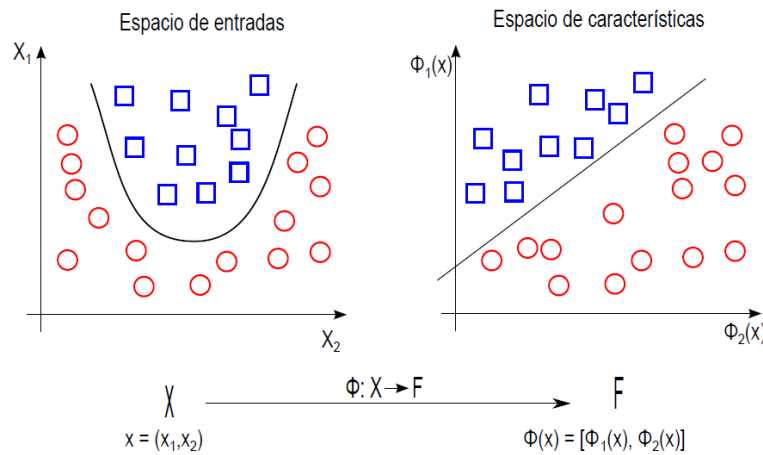 Espacio de entradas
Espacio de características
X₁
Φ₁(x)
X₂
Φ₂(x)
Φ: X→F
X
F
x = (x₁,x₂)
Φ(x) = [Φ₁(x), Φ₂(x)]